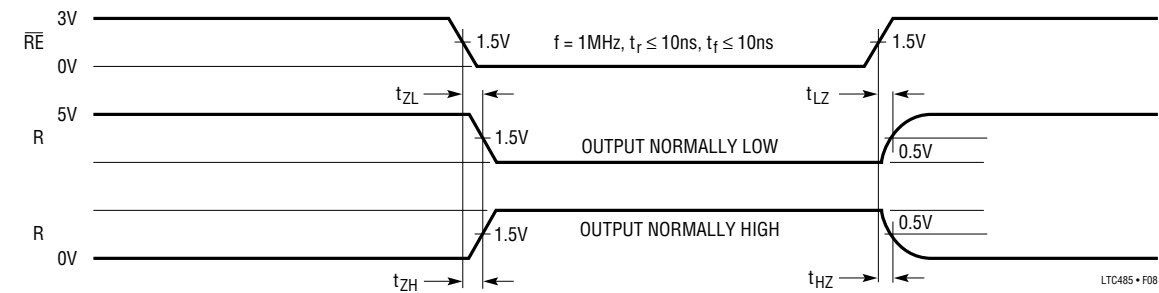 3V
RE
1.5V
f = 1MHz, tr ≤ 10ns, tf ≤ 10ns
1.5V
0V
tZL
tLZ
5V
R
1.5V
OUTPUT NORMALLY LOW
0.5V
R
1.5V
OUTPUT NORMALLY HIGH
0.5V
0V
tZH
tHZ
LTC485 • F08